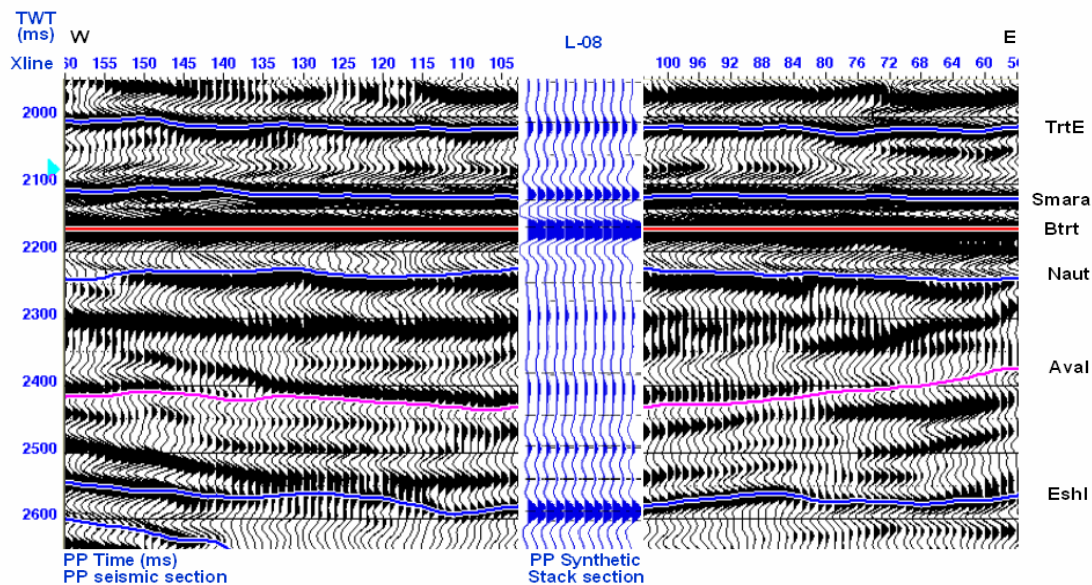 TWT
(ms)
W
L-08
E
Xline
60 155 150 145 140 135 130 125 120 115 110 105
100 96 92 88 84 80 76 72 68 64 60 56
2000
TrtE
2100
Smara
Btrt
2200
Naut
2300
Aval
2400
2500
Eshl
2600
PP Time (ms)
PP seismic section
PP Synthetic
Stack section